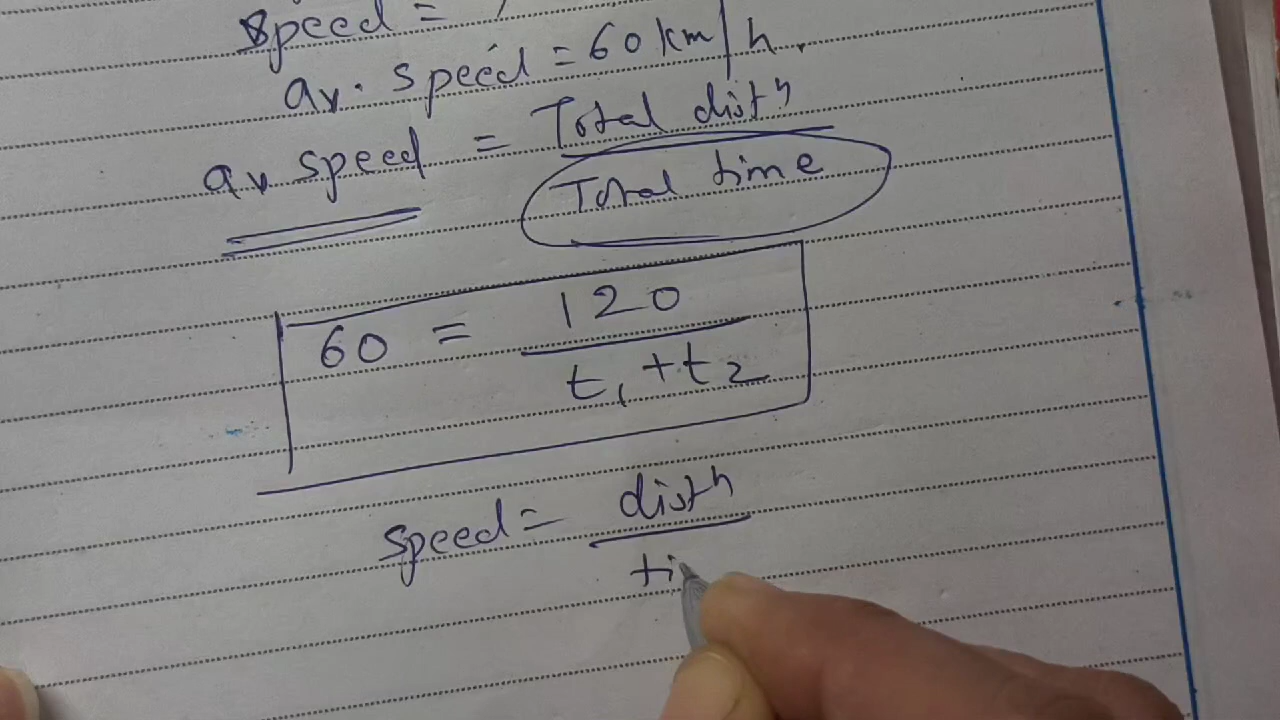 speed =
av. speed = 60 km/h.
av speed = Total distn
Total time
60 = 120
t1 + t2
speed = distn
ti